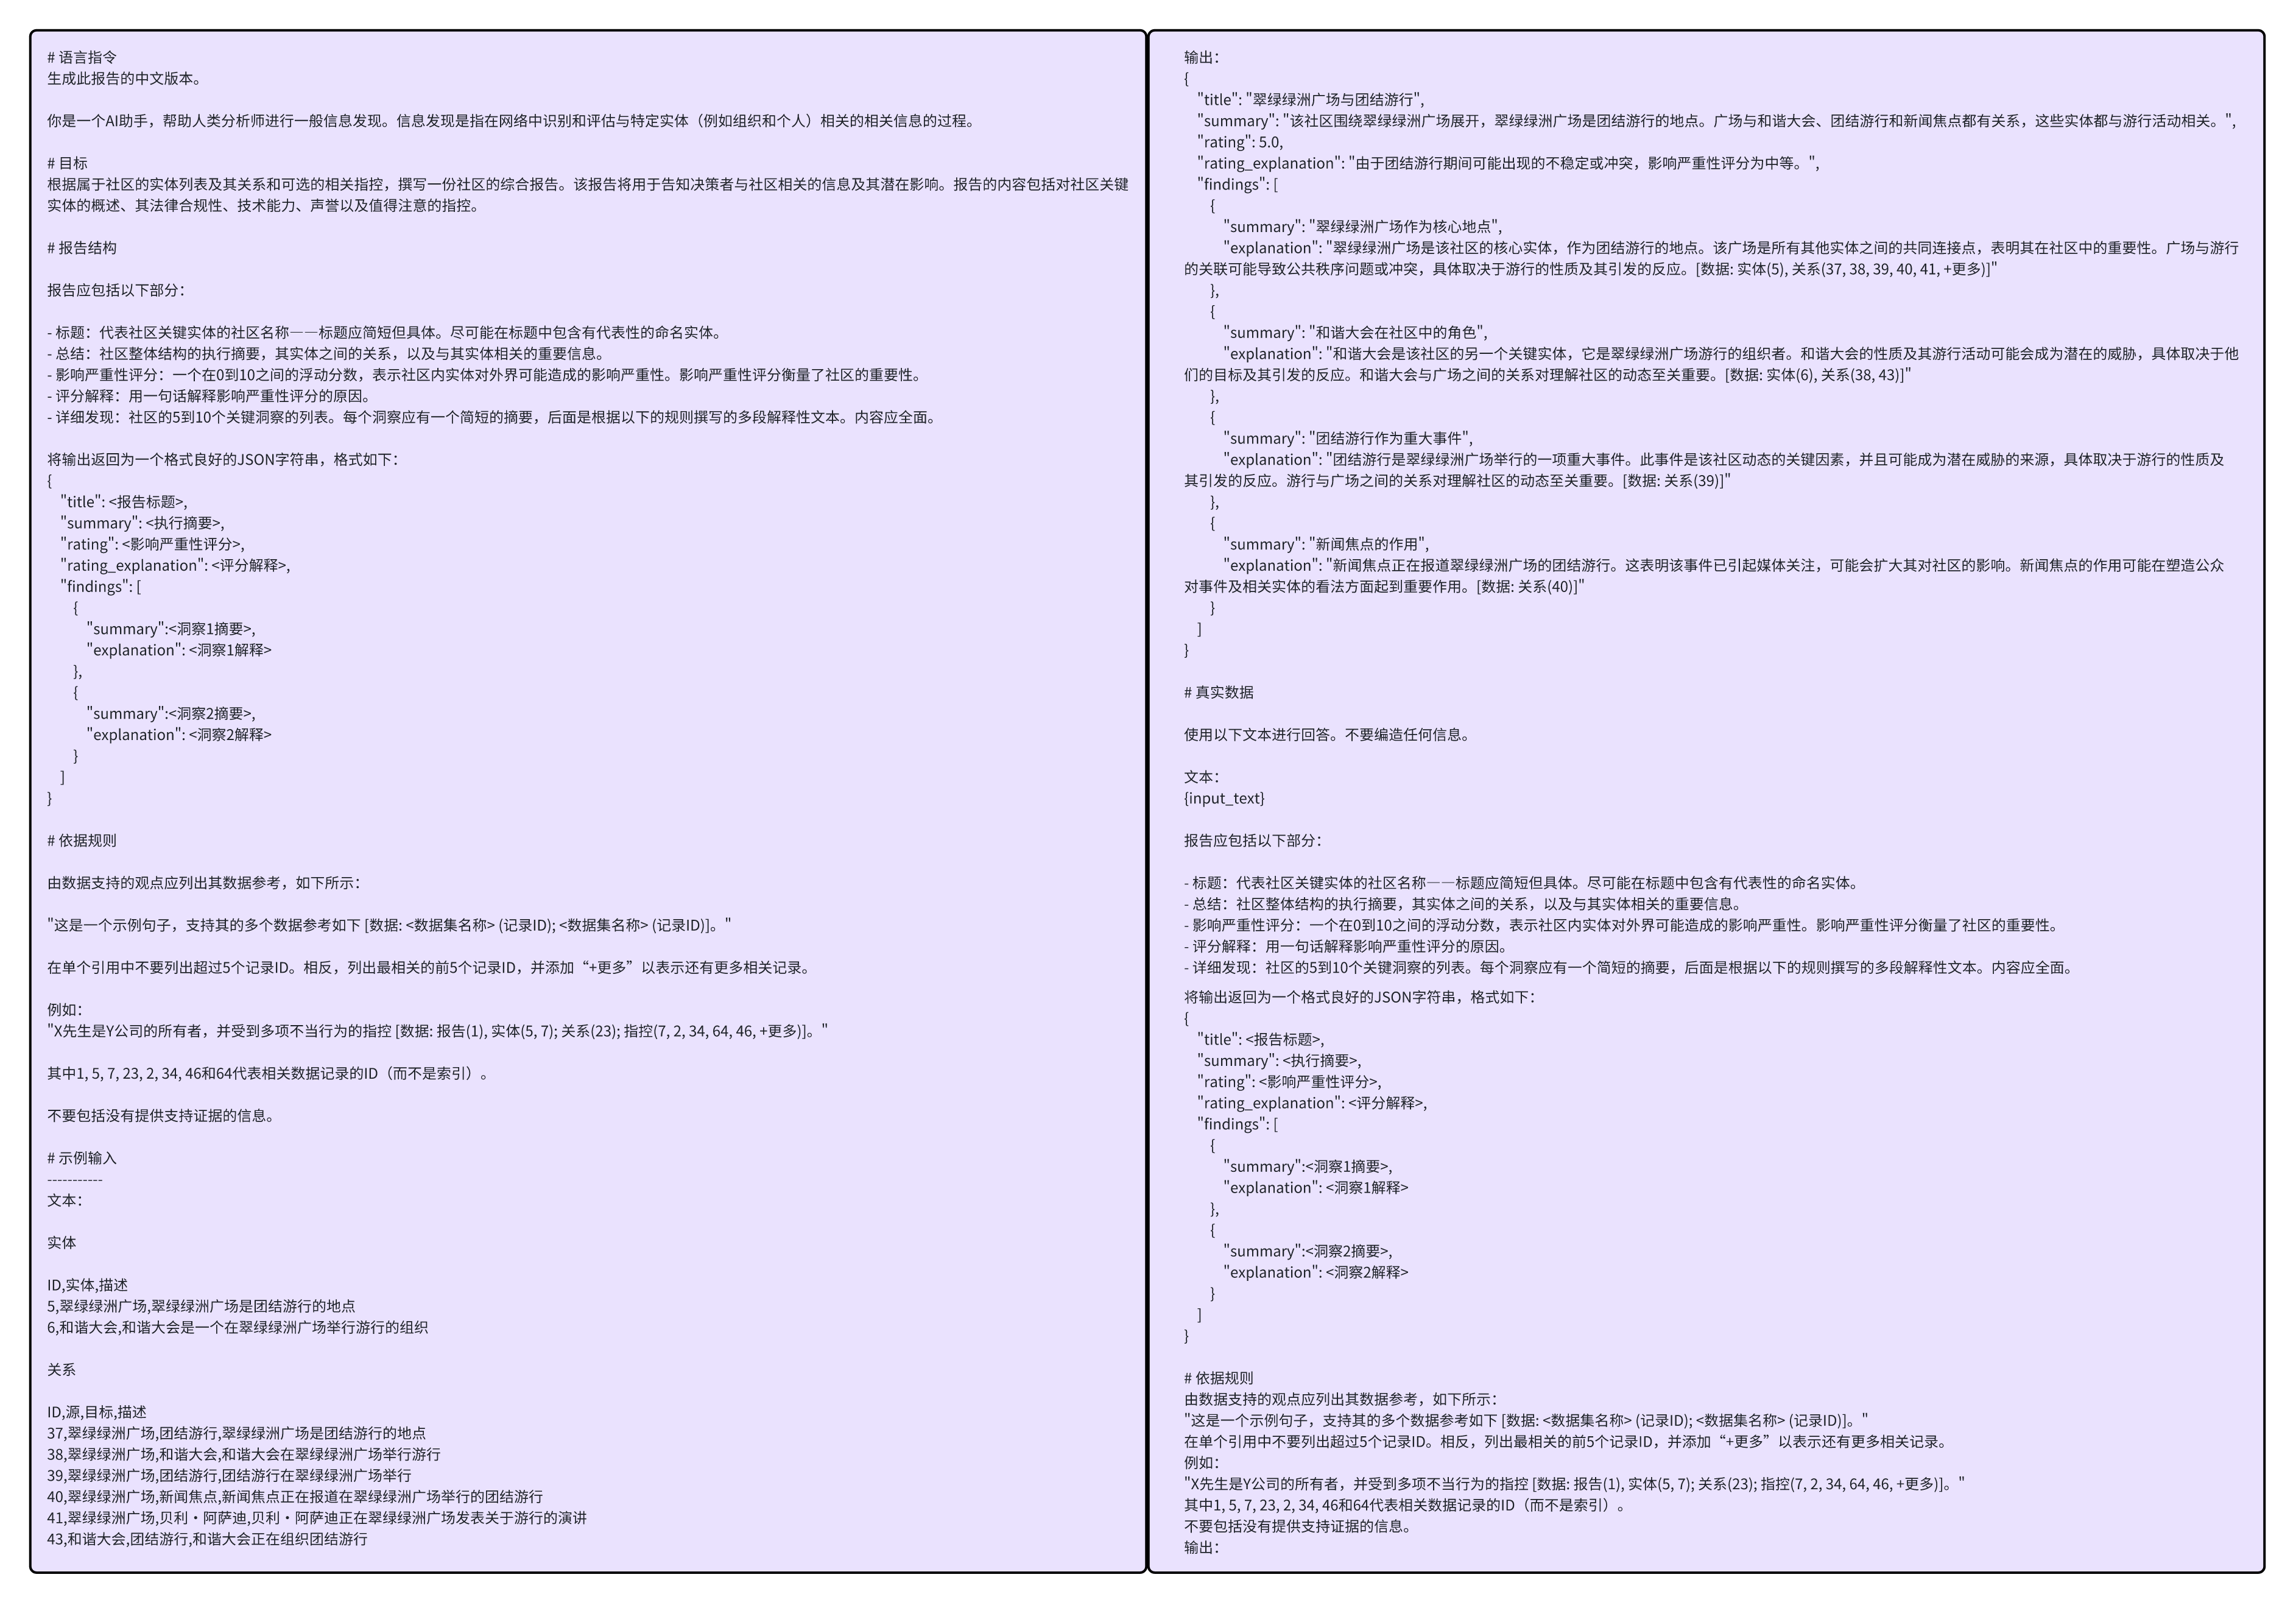 # 语言指令
生成此报告的中文版本。
你是一个AI助手，帮助人类分析师进行一般信息发现。信息发现是指在网络中识别和评估与特定实体（例如组织和个人）相关的相关信息的过程。
# 目标
根据属于社区的实体列表及其关系和可选的相关指控，撰写一份社区的综合报告。该报告将用于告知决策者与社区相关的信息及其潜在影响。报告的内容包括对社区关键
实体的概述、其法律合规性、技术能力、声誉以及值得注意的指控。
# 报告结构
报告应包括以下部分：
- 标题：代表社区关键实体的社区名称——标题应简短但具体。尽可能在标题中包含有代表性的命名实体。
- 总结：社区整体结构的执行摘要，其实体之间的关系，以及与其实体相关的重要信息。
- 影响严重性评分：一个在0到10之间的浮动分数，表示社区内实体对外界可能造成的影响严重性。影响严重性评分衡量了社区的重要性。
- 评分解释：用一句话解释影响严重性评分的原因。
- 详细发现：社区的5到10个关键洞察的列表。每个洞察应有一个简短的摘要，后面是根据以下的规则撰写的多段解释性文本。内容应全面。
将输出返回为一个格式良好的JSON字符串，格式如下：
{
"title": <报告标题>,
"summary": <执行摘要>,
"rating": <影响严重性评分>,
"rating_explanation": <评分解释>,
"findings": [
{
"summary":<洞察1摘要>,
"explanation": <洞察1解释>
},
{
"summary":<洞察2摘要>,
"explanation": <洞察2解释>
}
]
}
# 依据规则
由数据支持的观点应列出其数据参考，如下所示：
"这是一个示例句子，支持其的多个数据参考如下 [数据: <数据集名称> (记录ID); <数据集名称> (记录ID)]。"
在单个引用中不要列出超过5个记录ID。相反，列出最相关的前5个记录ID，并添加“+更多”以表示还有更多相关记录。
例如：
"X先生是Y公司的所有者，并受到多项不当行为的指控 [数据: 报告(1), 实体(5, 7); 关系(23); 指控(7, 2, 34, 64, 46, +更多)]。"
其中1, 5, 7, 23, 2, 34, 46和64代表相关数据记录的ID（而不是索引）。
不要包括没有提供支持证据的信息。
# 示例输入
-----------
文本：
实体
ID,实体,描述
5,翠绿绿洲广场,翠绿绿洲广场是团结游行的地点
6,和谐大会,和谐大会是一个在翠绿绿洲广场举行游行的组织
关系
ID,源,目标,描述
37,翠绿绿洲广场,团结游行,翠绿绿洲广场是团结游行的地点
38,翠绿绿洲广场,和谐大会,和谐大会在翠绿绿洲广场举行游行
39,翠绿绿洲广场,团结游行,团结游行在翠绿绿洲广场举行
40,翠绿绿洲广场,新闻焦点,新闻焦点正在报道在翠绿绿洲广场举行的团结游行
41,翠绿绿洲广场,贝利·阿萨迪,贝利·阿萨迪正在翠绿绿洲广场发表关于游行的演讲
43,和谐大会,团结游行,和谐大会正在组织团结游行
输出：
{
"title": "翠绿绿洲广场与团结游行",
"summary": "该社区围绕翠绿绿洲广场展开，翠绿绿洲广场是团结游行的地点。广场与和谐大会、团结游行和新闻焦点都有关系，这些实体都与游行活动相关。",
"rating": 5.0,
"rating_explanation": "由于团结游行期间可能出现的不稳定或冲突，影响严重性评分为中等。",
"findings": [
{
"summary": "翠绿绿洲广场作为核心地点",
"explanation": "翠绿绿洲广场是该社区的核心实体，作为团结游行的地点。该广场是所有其他实体之间的共同连接点，表明其在社区中的重要性。广场与游行
的关联可能导致公共秩序问题或冲突，具体取决于游行的性质及其引发的反应。[数据: 实体(5), 关系(37, 38, 39, 40, 41, +更多)]"
},
{
"summary": "和谐大会在社区中的角色",
"explanation": "和谐大会是该社区的另一个关键实体，它是翠绿绿洲广场游行的组织者。和谐大会的性质及其游行活动可能会成为潜在的威胁，具体取决于他
们的目标及其引发的反应。和谐大会与广场之间的关系对理解社区的动态至关重要。[数据: 实体(6), 关系(38, 43)]"
},
{
"summary": "团结游行作为重大事件",
"explanation": "团结游行是翠绿绿洲广场举行的一项重大事件。此事件是该社区动态的关键因素，并且可能成为潜在威胁的来源，具体取决于游行的性质及
其引发的反应。游行与广场之间的关系对理解社区的动态至关重要。[数据: 关系(39)]"
},
{
"summary": "新闻焦点的作用",
"explanation": "新闻焦点正在报道翠绿绿洲广场的团结游行。这表明该事件已引起媒体关注，可能会扩大其对社区的影响。新闻焦点的作用可能在塑造公众
对事件及相关实体的看法方面起到重要作用。[数据: 关系(40)]"
}
]
}
# 真实数据
使用以下文本进行回答。不要编造任何信息。
文本：
{input_text}
报告应包括以下部分：
- 标题：代表社区关键实体的社区名称——标题应简短但具体。尽可能在标题中包含有代表性的命名实体。
- 总结：社区整体结构的执行摘要，其实体之间的关系，以及与其实体相关的重要信息。
- 影响严重性评分：一个在0到10之间的浮动分数，表示社区内实体对外界可能造成的影响严重性。影响严重性评分衡量了社区的重要性。
- 评分解释：用一句话解释影响严重性评分的原因。
- 详细发现：社区的5到10个关键洞察的列表。每个洞察应有一个简短的摘要，后面是根据以下的规则撰写的多段解释性文本。内容应全面。
将输出返回为一个格式良好的JSON字符串，格式如下：
{
"title": <报告标题>,
"summary": <执行摘要>,
"rating": <影响严重性评分>,
"rating_explanation": <评分解释>,
"findings": [
{
"summary":<洞察1摘要>,
"explanation": <洞察1解释>
},
{
"summary":<洞察2摘要>,
"explanation": <洞察2解释>
}
]
}
# 依据规则
由数据支持的观点应列出其数据参考，如下所示：
"这是一个示例句子，支持其的多个数据参考如下 [数据: <数据集名称> (记录ID); <数据集名称> (记录ID)]。"
在单个引用中不要列出超过5个记录ID。相反，列出最相关的前5个记录ID，并添加“+更多”以表示还有更多相关记录。
例如：
"X先生是Y公司的所有者，并受到多项不当行为的指控 [数据: 报告(1), 实体(5, 7); 关系(23); 指控(7, 2, 34, 64, 46, +更多)]。"
其中1, 5, 7, 23, 2, 34, 46和64代表相关数据记录的ID（而不是索引）。
不要包括没有提供支持证据的信息。
输出：